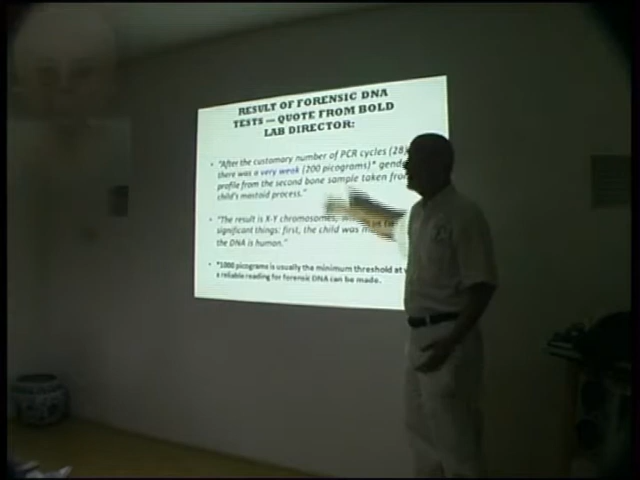 RESULT OF FORENSIC DNA
TESTS — QUOTE FROM BOLD
LAB DIRECTOR:
• "After the customary number of PCR cycles (28)
there was a very weak (200 picograms)* gend
profile from the second bone sample taken from
child's mastoid process."
• "The result is X-Y chromosomes,
significant things: first, the child was
the DNA is human."
• *1000 picograms is usually the minimum threshold at
a reliable reading for forensic DNA can be made.